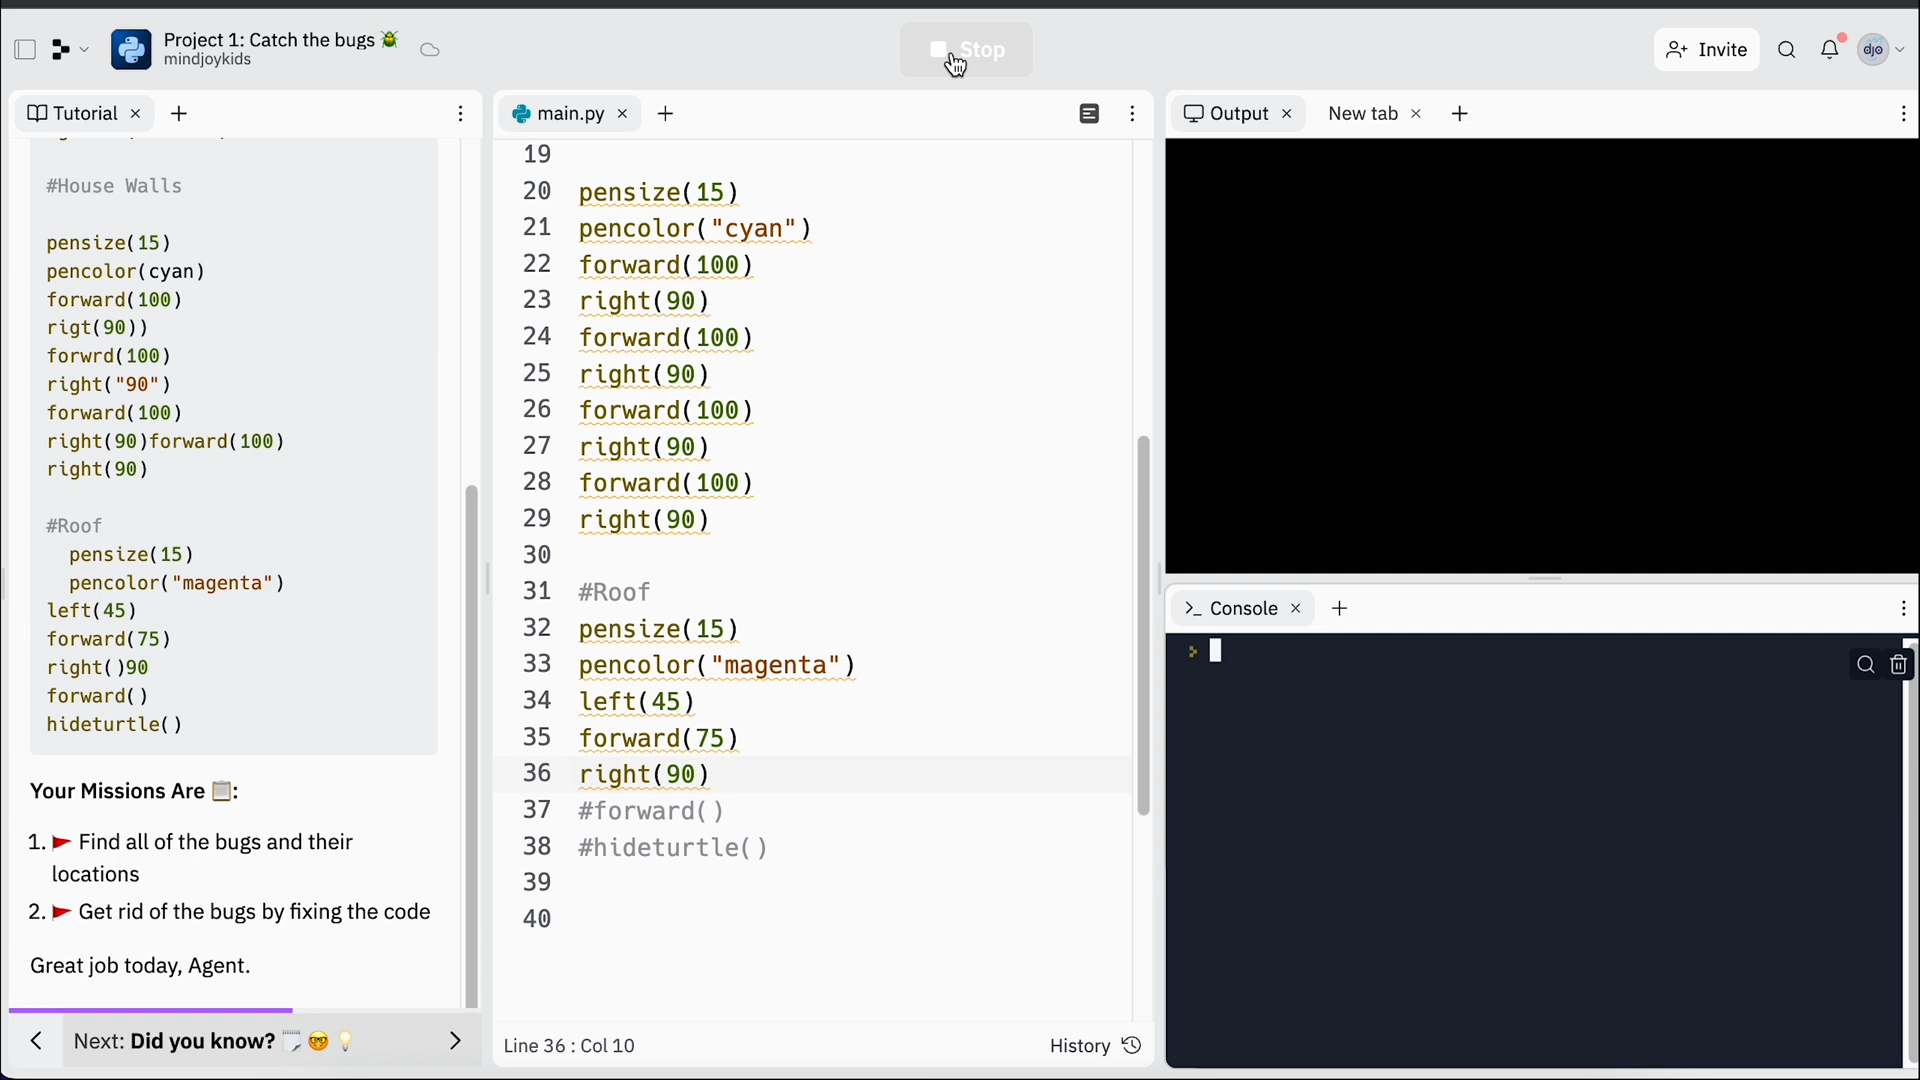 Project 1: Catch the bugs 🪲
mindjoykids
Stop
Invite
djo
Tutorial
#House Walls
pensize(15)
pencolor(cyan)
forward(100)
rigt(90))
forwrd(100)
right("90")
forward(100)
right(90)forward(100)
right(90)
#Roof
pensize(15)
pencolor("magenta")
left(45)
forward(75)
right()90
forward()
hideturtle()
Your Missions Are 📋:
1. 🚩 Find all of the bugs and their
locations
2. 🚩 Get rid of the bugs by fixing the code
Great job today, Agent.
Next: Did you know? 🗒️ 🤓 💡
main.py
19
20 pensize(15)
21 pencolor("cyan")
22 forward(100)
23 right(90)
24 forward(100)
25 right(90)
26 forward(100)
27 right(90)
28 forward(100)
29 right(90)
30
31 #Roof
32 pensize(15)
33 pencolor("magenta")
34 left(45)
35 forward(75)
36 right(90)
37 #forward()
38 #hideturtle()
39
40
Line 36 : Col 10
History
Output
New tab
Console